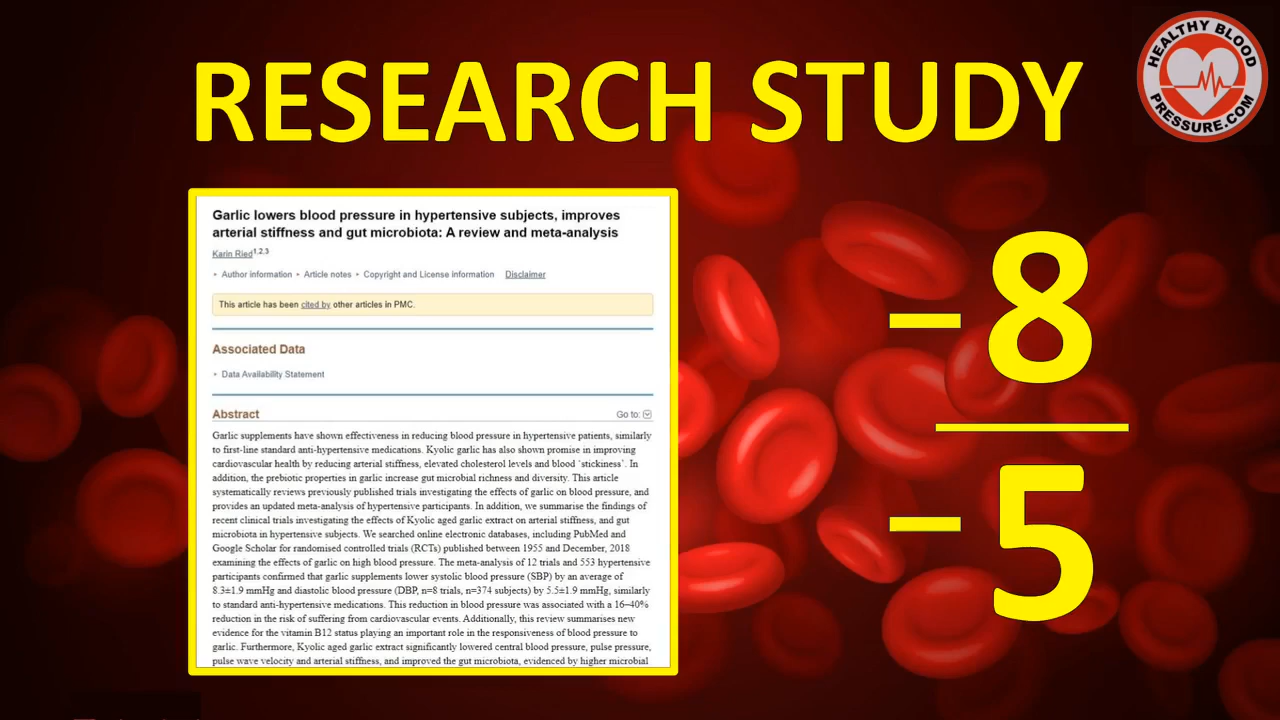 RESEARCH STUDY
HEALTHY BLOOD
PRESSURE.COM
Garlic lowers blood pressure in hypertensive subjects, improves
arterial stiffness and gut microbiota: A review and meta-analysis
Karin Ried1,2,3
Author information • Article notes • Copyright and License information Disclaimer
This article has been cited by other articles in PMC.
Associated Data
Data Availability Statement
Abstract
Go to:
Garlic supplements have shown effectiveness in reducing blood pressure in hypertensive patients, similarly
to first-line standard anti-hypertensive medications. Kyolic garlic has also shown promise in improving
cardiovascular health by reducing arterial stiffness, elevated cholesterol levels and blood ‘stickiness’. In
addition, the prebiotic properties in garlic increase gut microbial richness and diversity. This article
systematically reviews previously published trials investigating the effects of garlic on blood pressure, and
provides an updated meta-analysis of hypertensive participants. In addition, we summarise the findings of
recent clinical trials investigating the effects of Kyolic aged garlic extract on arterial stiffness, and gut
microbiota in hypertensive subjects. We searched online electronic databases, including PubMed and
Google Scholar for randomised controlled trials (RCTs) published between 1955 and December, 2018
examining the effects of garlic on high blood pressure. The meta-analysis of 12 trials and 553 hypertensive
participants confirmed that garlic supplements lower systolic blood pressure (SBP) by an average of
8.3±1.9 mmHg and diastolic blood pressure (DBP, n=8 trials, n=374 subjects) by 5.5±1.9 mmHg, similarly
to standard anti-hypertensive medications. This reduction in blood pressure was associated with a 16–40%
reduction in the risk of suffering from cardiovascular events. Additionally, this review summarises new
evidence for the vitamin B12 status playing an important role in the responsiveness of blood pressure to
garlic. Furthermore, Kyolic aged garlic extract significantly lowered central blood pressure, pulse pressure,
pulse wave velocity and arterial stiffness, and improved the gut microbiota, evidenced by higher microbial
-8
-5